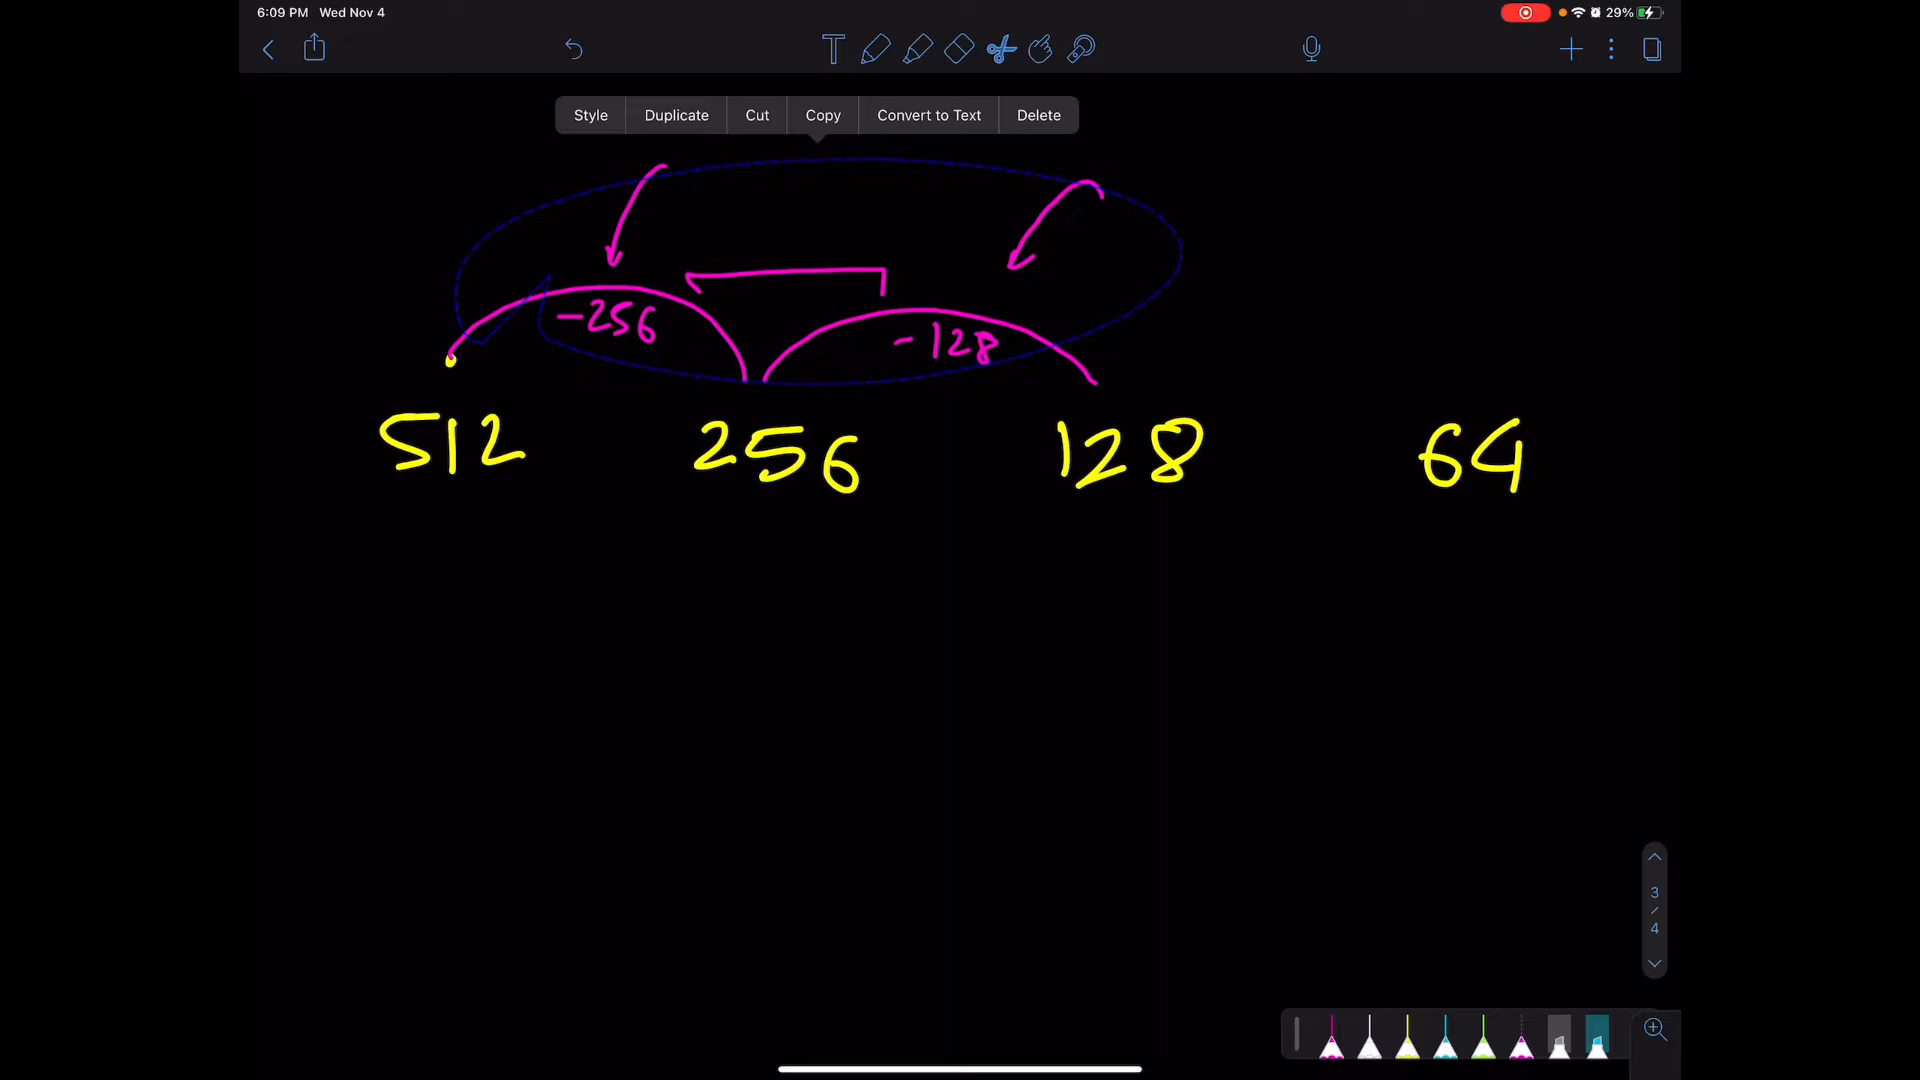 6:09 PM Wed Nov 4 29%
T
Style Duplicate Cut Copy Convert to Text Delete
-256 -128
512 256 128 64
3
/
4